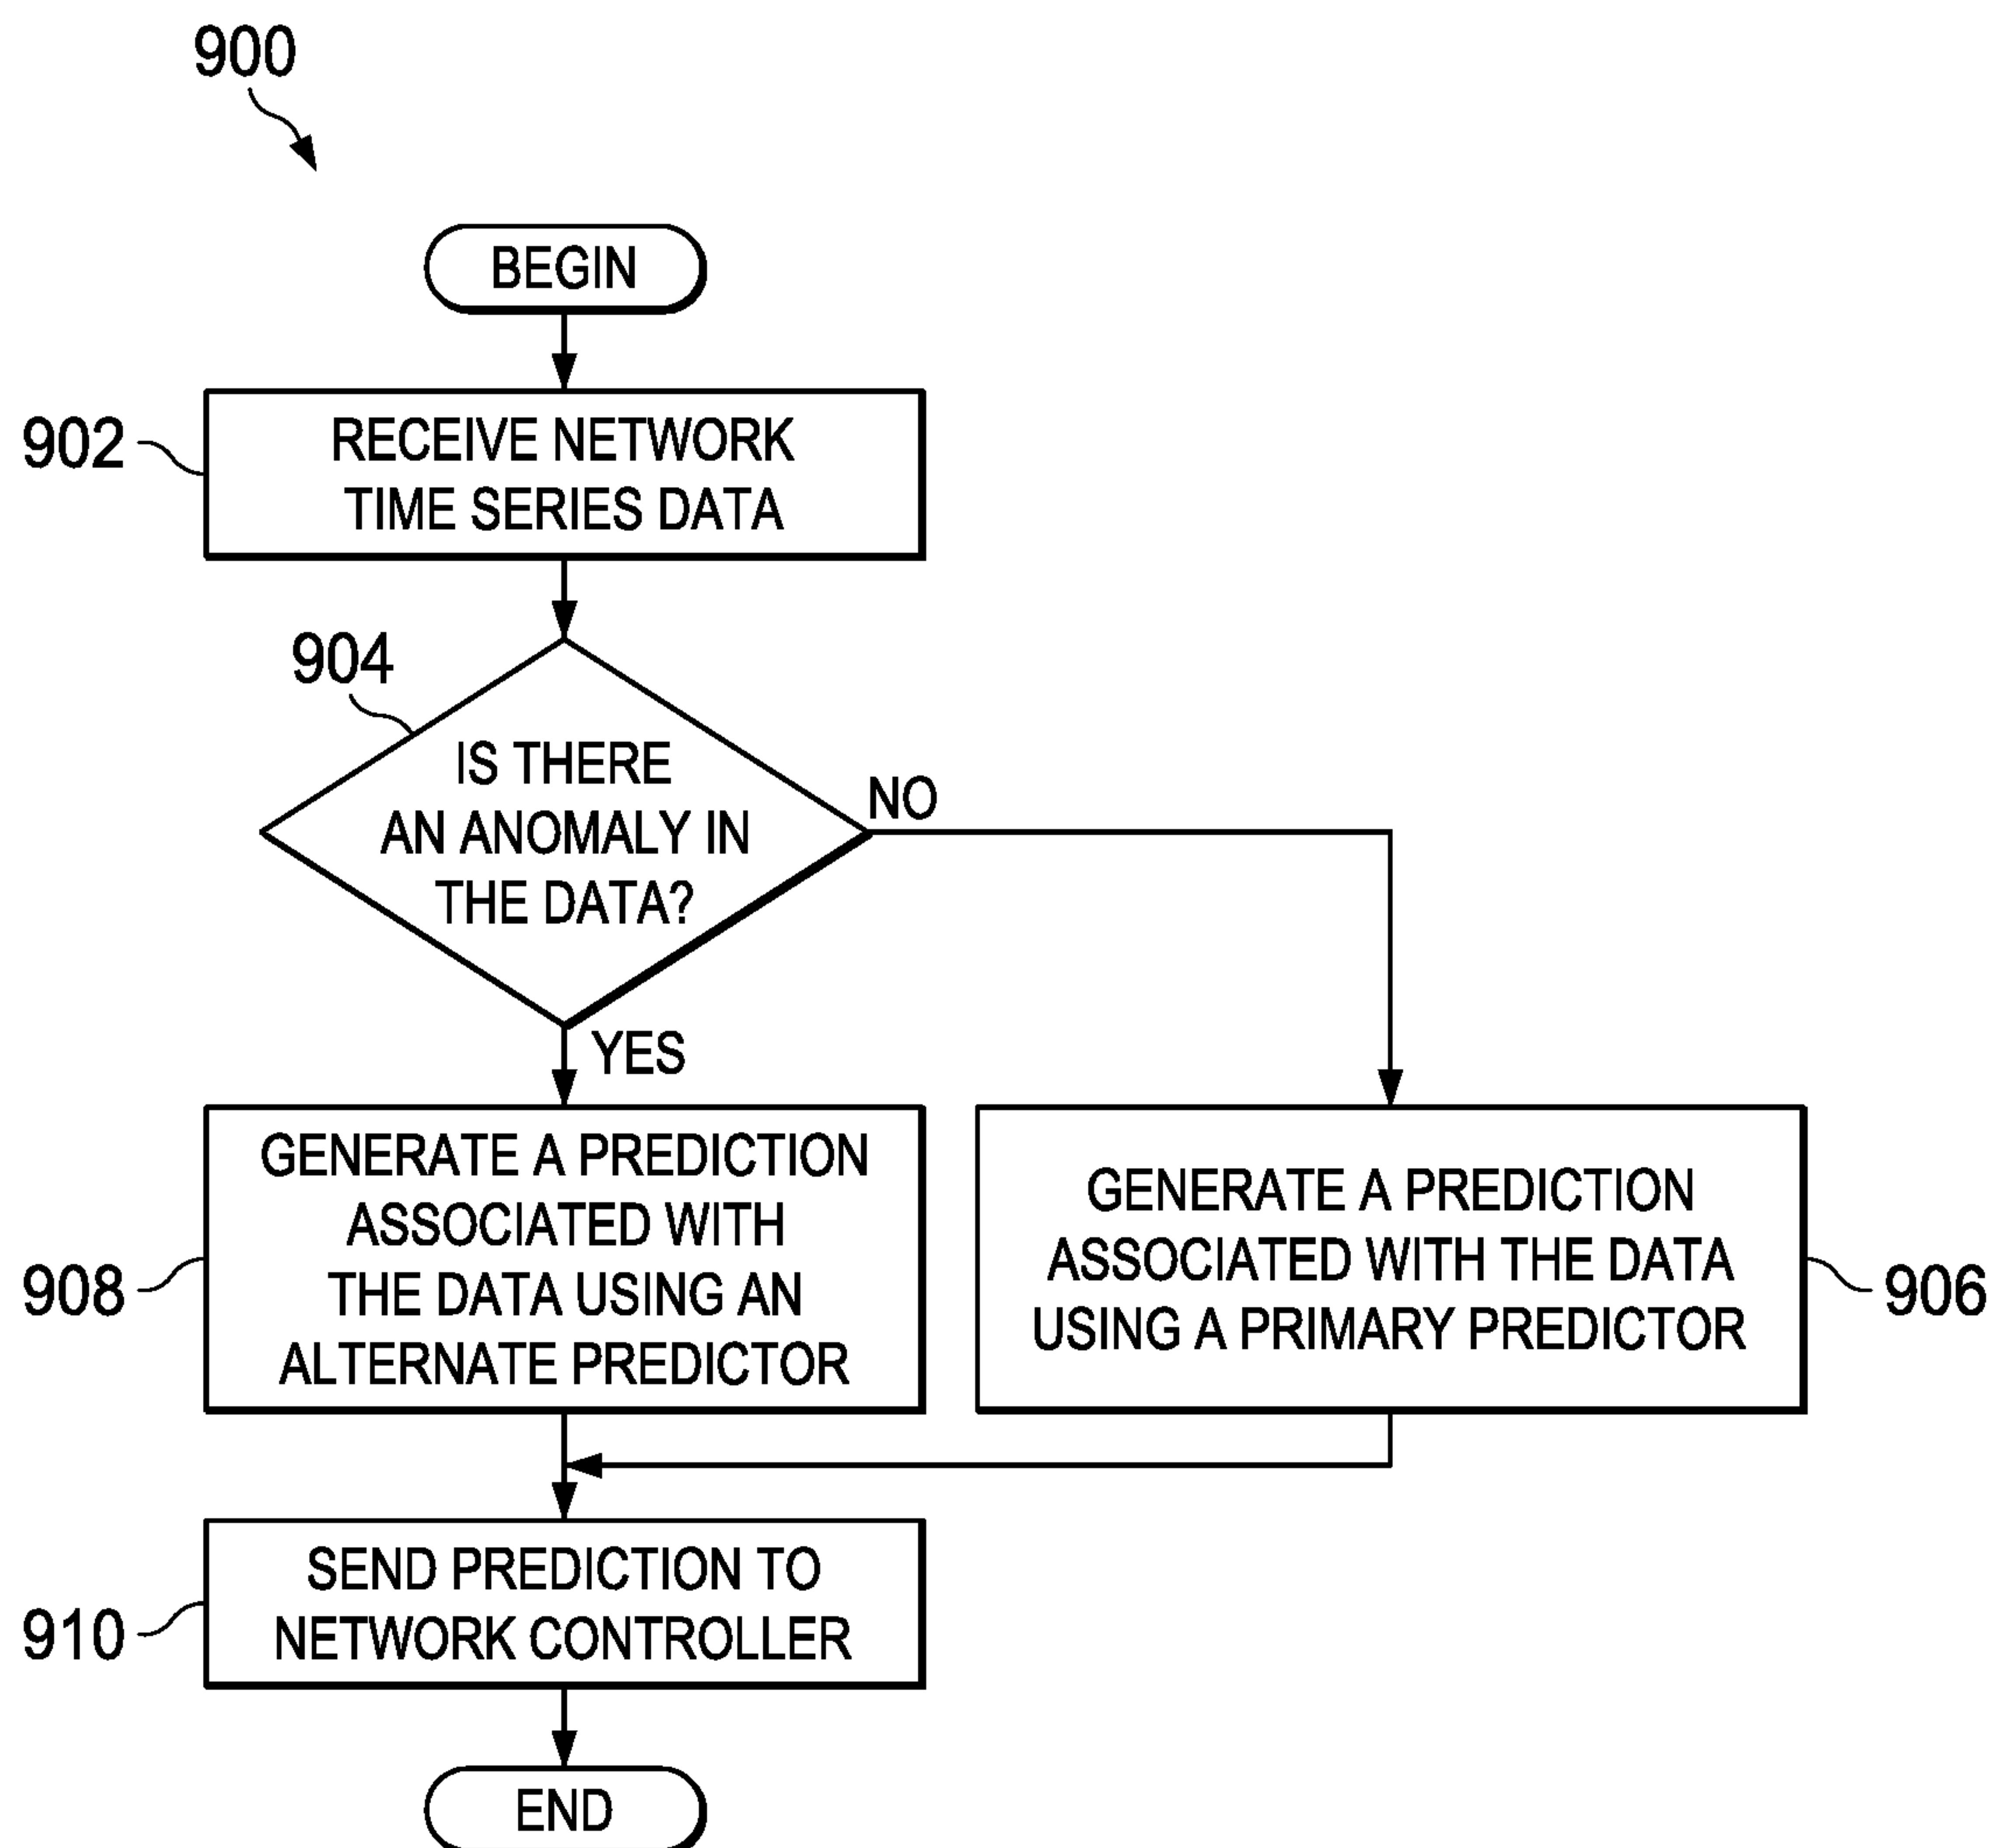 900
BEGIN
902
RECEIVE NETWORK
TIME SERIES DATA
904
IS THERE
AN ANOMALY IN
THE DATA?
NO
YES
908
GENERATE A PREDICTION
ASSOCIATED WITH
THE DATA USING AN
ALTERNATE PREDICTOR
GENERATE A PREDICTION
ASSOCIATED WITH THE DATA
USING A PRIMARY PREDICTOR
906
910
SEND PREDICTION TO
NETWORK CONTROLLER
END